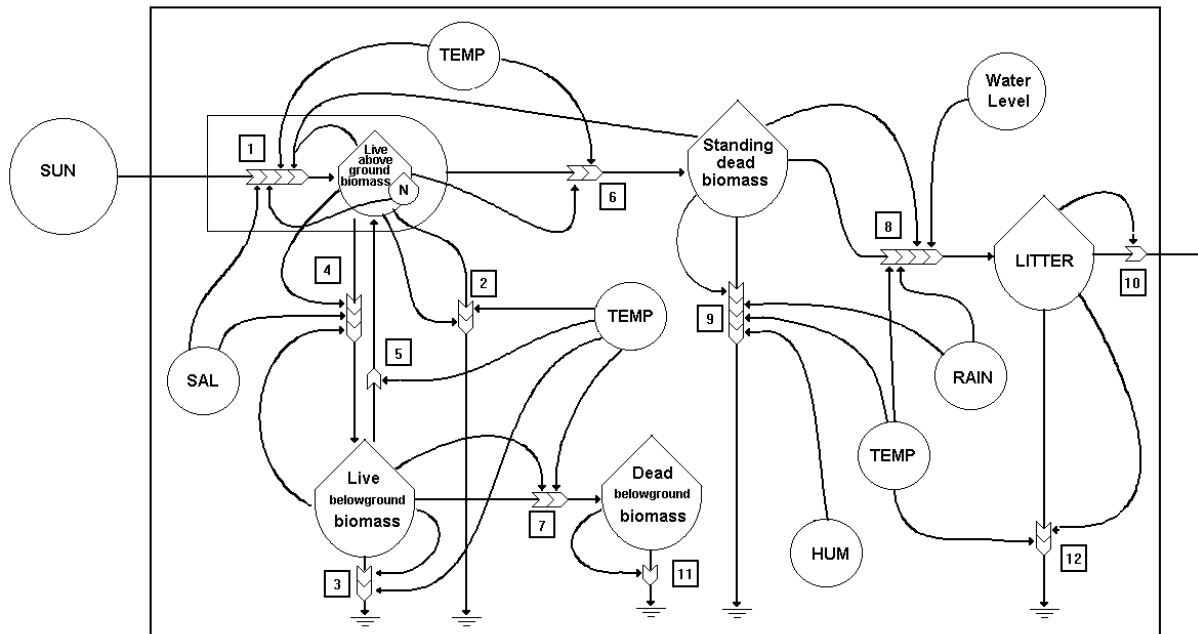 TEMP
Water
Level
SUN
1
Live
above
ground
biomass
N
6
Standing
dead
biomass
8
LITTER
10
4
2
TEMP
9
5
SAL
RAIN
TEMP
Live
belowground
biomass
Dead
belowground
biomass
7
HUM
3
11
12